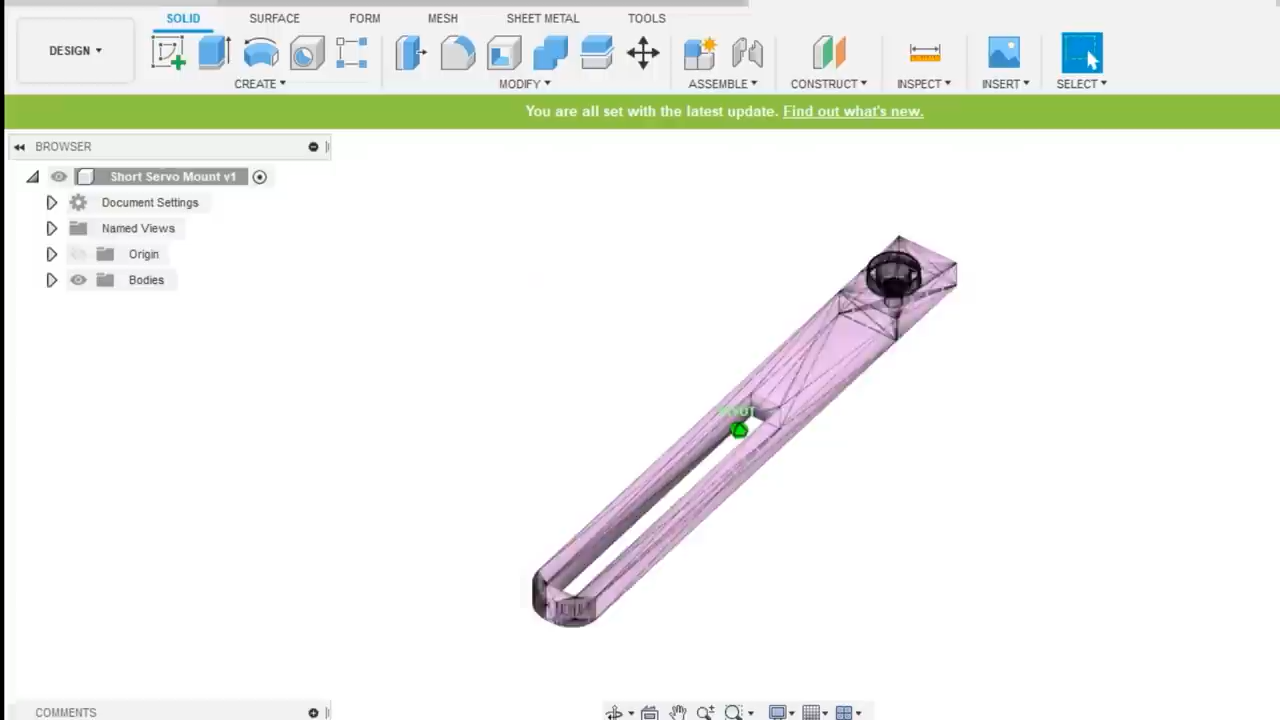 SOLID SURFACE FORM MESH SHEET METAL TOOLS
DESIGN
CREATE MODIFY ASSEMBLE CONSTRUCT INSPECT INSERT SELECT
You are all set with the latest update. Find out what's new.
BROWSER
Short Servo Mount v1
Document Settings
Named Views
Origin
Bodies
COMMENTS